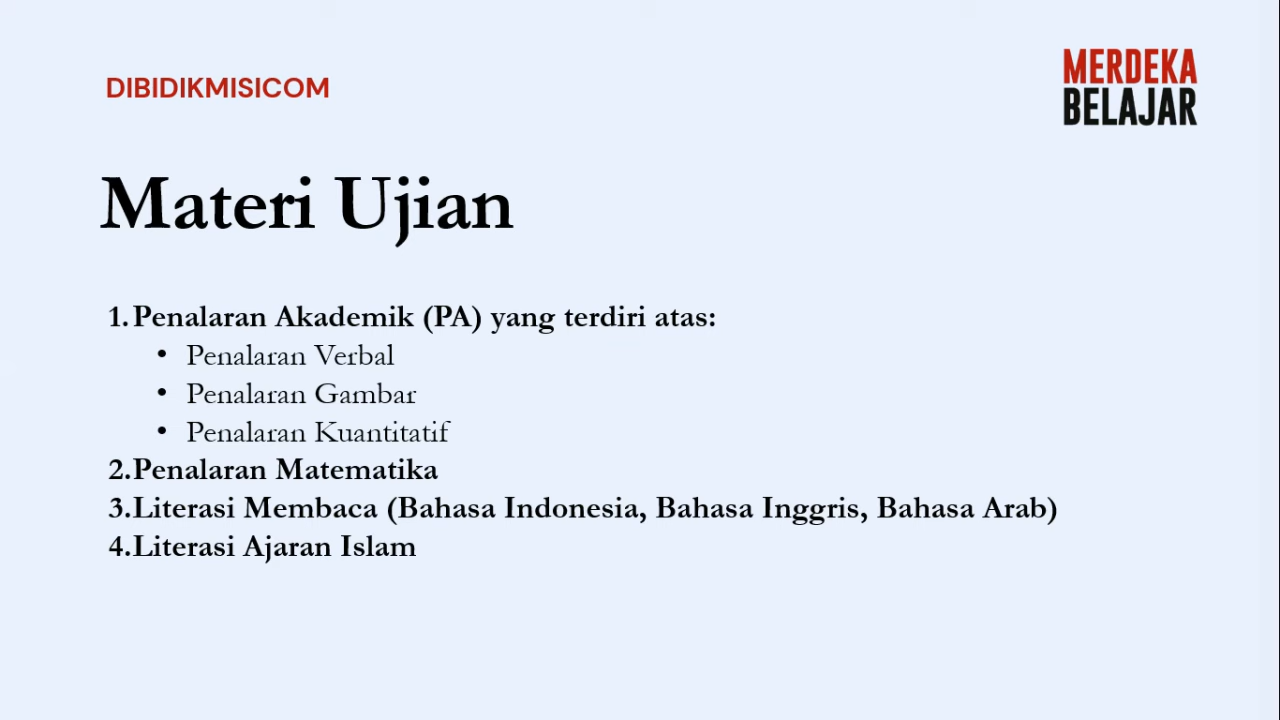 DIBIDIKMISICOM
MERDEKA
BELAJAR
Materi Ujian
1. Penalaran Akademik (PA) yang terdiri atas:
• Penalaran Verbal
• Penalaran Gambar
• Penalaran Kuantitatif
2.Penalaran Matematika
3.Literasi Membaca (Bahasa Indonesia, Bahasa Inggris, Bahasa Arab)
4.Literasi Ajaran Islam